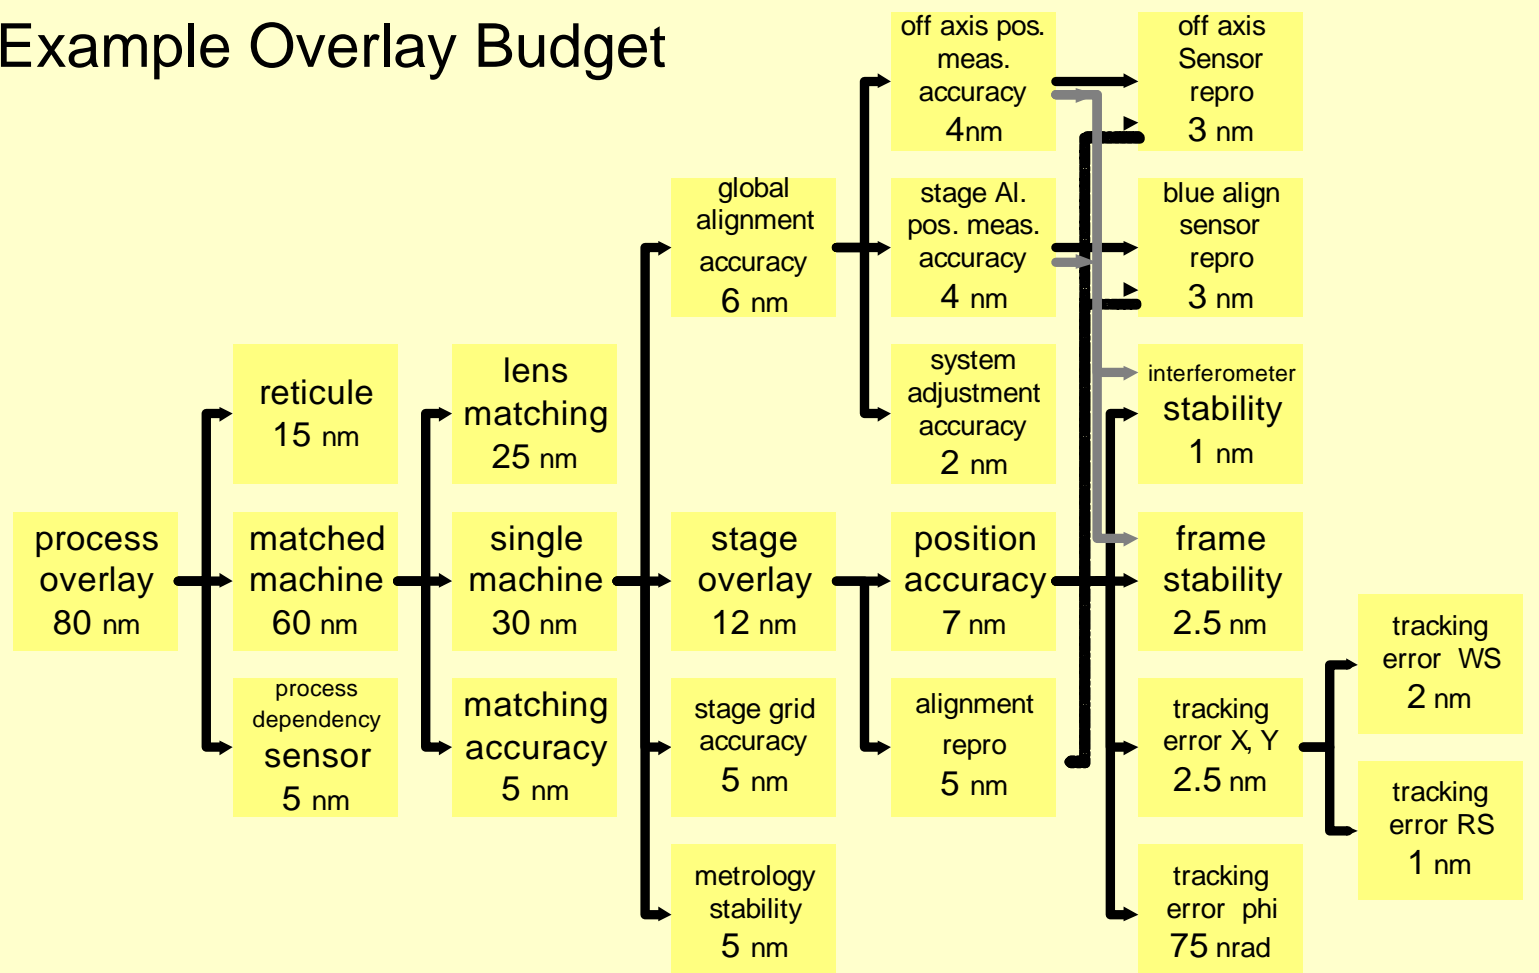 Example Overlay Budget
process
overlay
80 nm
reticule
15 nm
matched
machine
60 nm
process
dependency
sensor
5 nm
lens
matching
25 nm
single
machine
30 nm
matching
accuracy
5 nm
global
alignment
accuracy
6 nm
stage
overlay
12 nm
stage grid
accuracy
5 nm
metrology
stability
5 nm
off axis pos.
meas.
accuracy
4nm
stage Al.
pos. meas.
accuracy
4 nm
system
adjustment
accuracy
2 nm
position
accuracy
7 nm
alignment
repro
5 nm
off axis
Sensor
repro
3 nm
blue align
sensor
repro
3 nm
interferometer
stability
1 nm
frame
stability
2.5 nm
tracking
error X, Y
2.5 nm
tracking
error phi
75 nrad
tracking
error WS
2 nm
tracking
error RS
1 nm